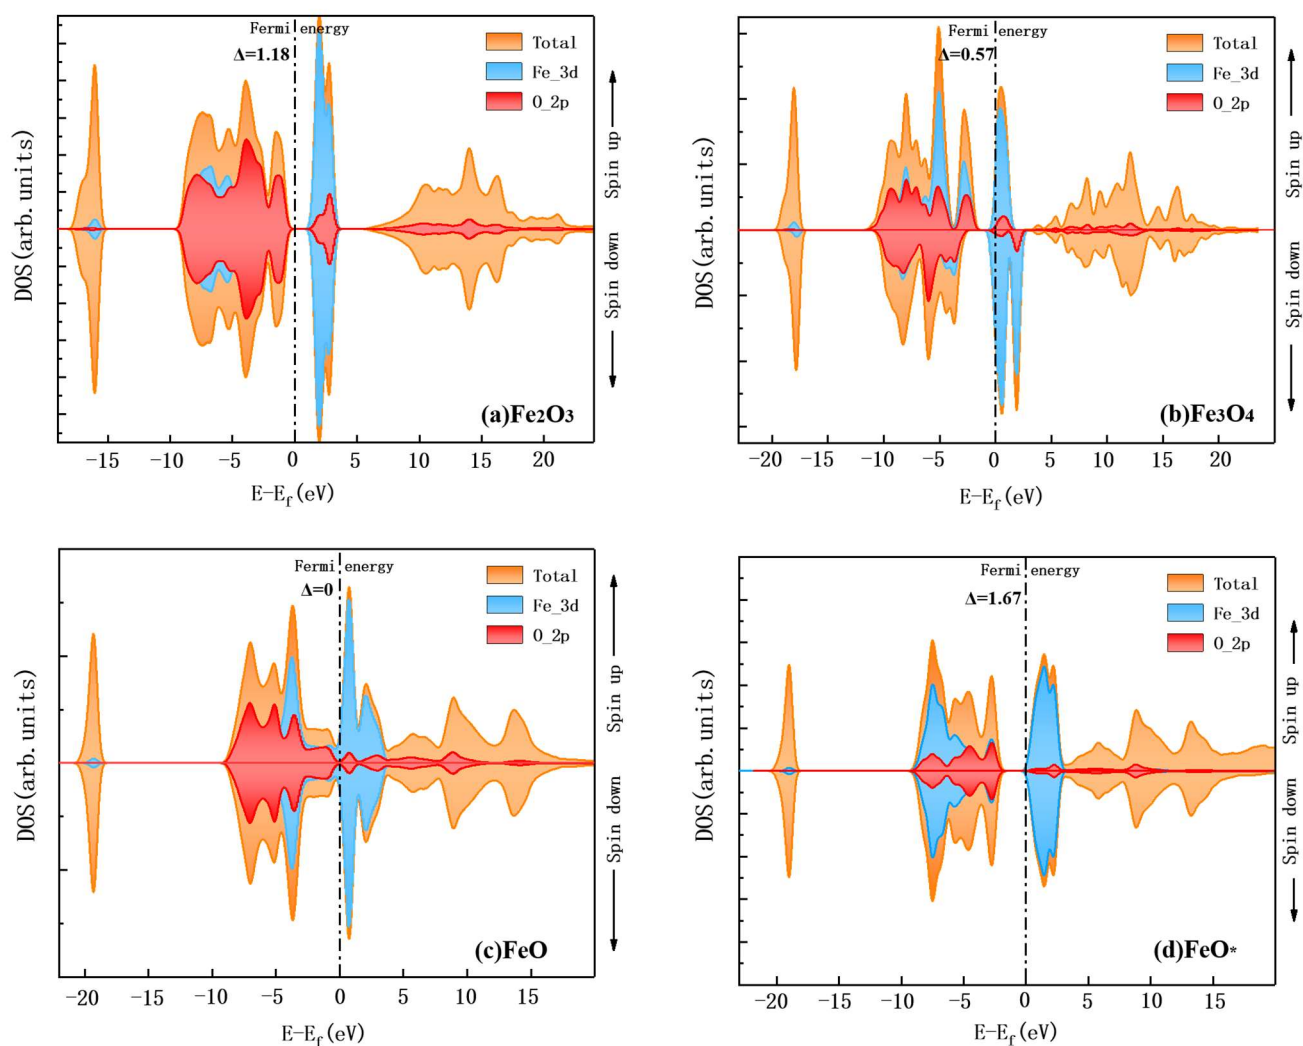 Fermi energy
Δ=1.18
Total
Fe_3d
O_2p
DOS(arb. units)
Spin up
Spin down
(a)Fe₂O₃
−15 −10 −5 0 5 10 15 20
E−E_f(eV)
Fermi energy
Δ=0.57
Total
Fe_3d
O_2p
DOS(arb. units)
Spin up
Spin down
(b)Fe₃O₄
−20 −15 −10 −5 0 5 10 15 20
E−E_f(eV)
Fermi energy
Δ=0
Total
Fe_3d
O_2p
DOS(arb. units)
Spin up
Spin down
(c)FeO
−20 −15 −10 −5 0 5 10 15
E−E_f(eV)
Fermi energy
Δ=1.67
Total
Fe_3d
O_2p
DOS(arb. units)
Spin up
Spin down
(d)FeO*
−20 −15 −10 −5 0 5 10 15
E−E_f(eV)